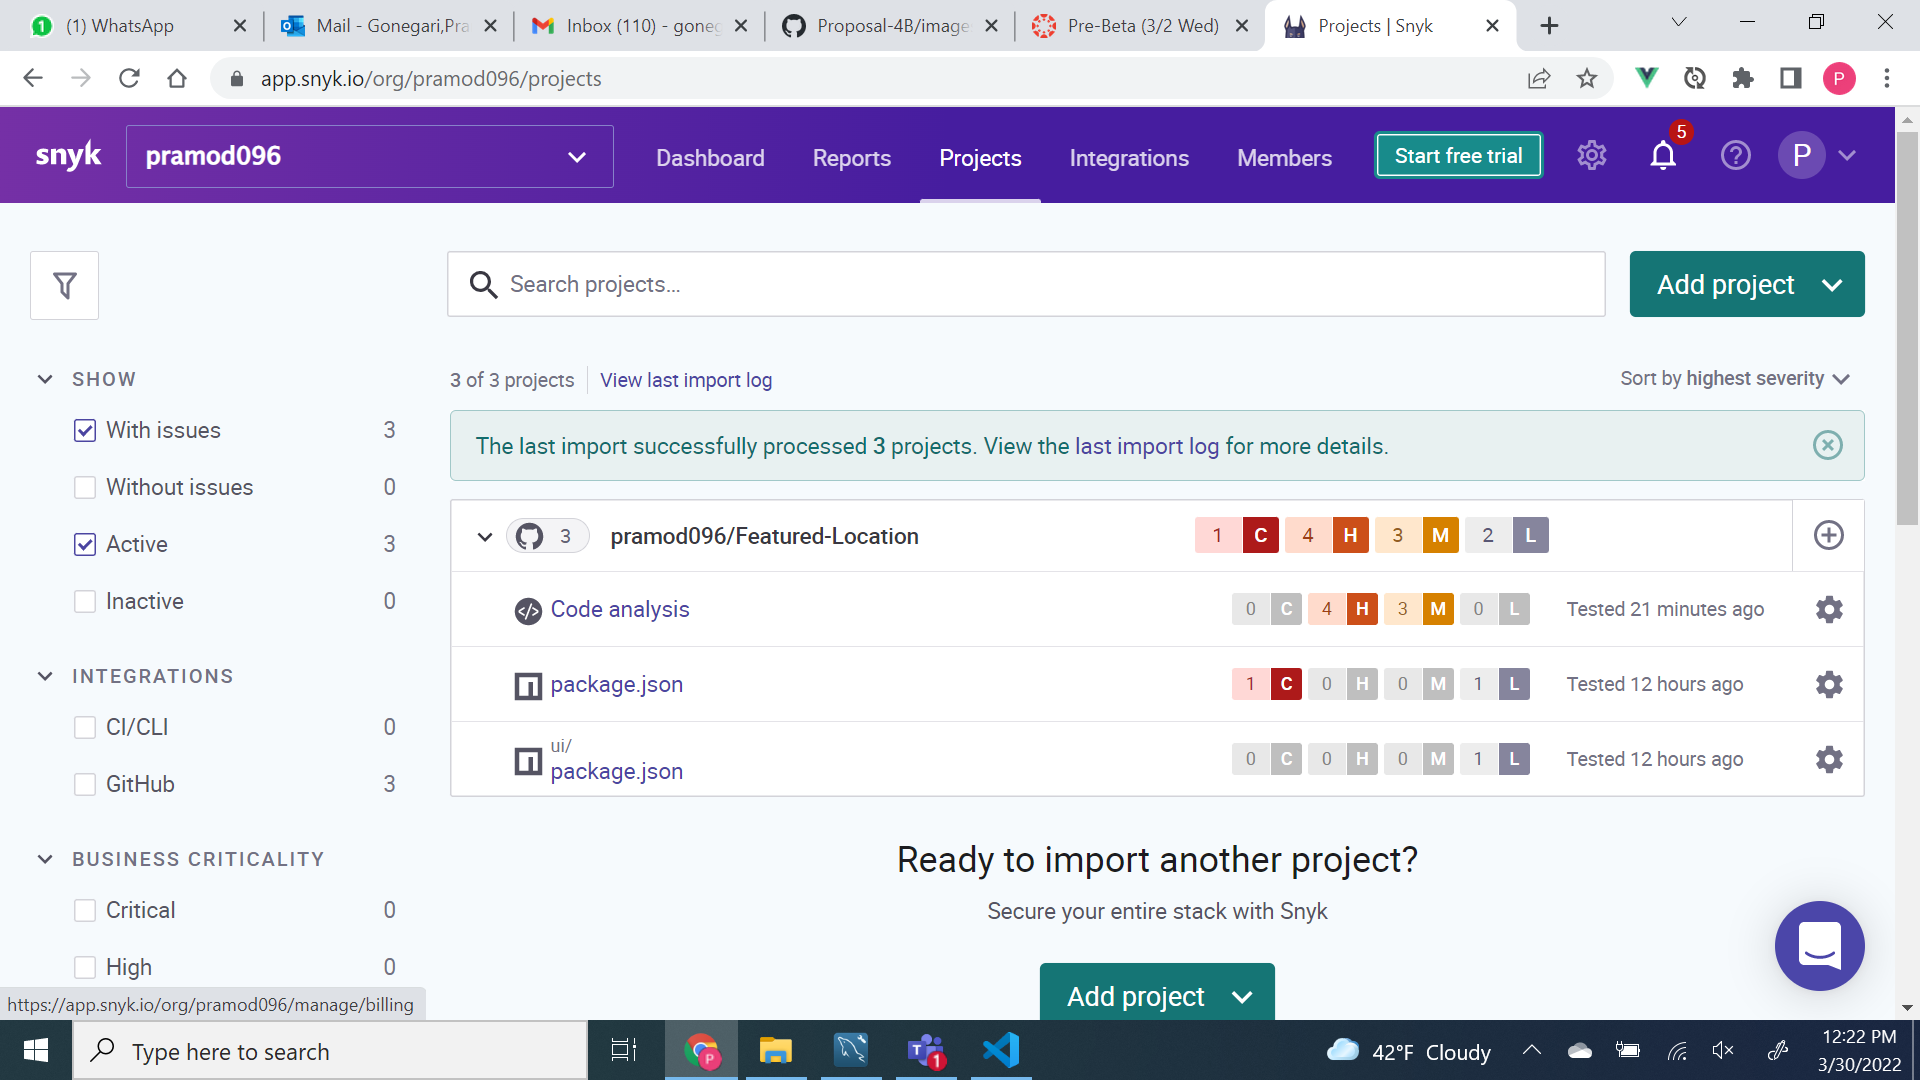 1
(1) WhatsApp
Mail - Gonegari,Pra
Inbox (110) - goneg
Proposal-4B/image
Pre-Beta (3/2 Wed)
Projects | Snyk
app.snyk.io/org/pramod096/projects
P
snyk
pramod096
Dashboard
Reports
Projects
Integrations
Members
Start free trial
5
P
Search projects...
Add project
SHOW
With issues 3
Without issues 0
Active 3
Inactive 0
INTEGRATIONS
CI/CLI 0
GitHub 3
BUSINESS CRITICALITY
Critical 0
High 0
3 of 3 projects
View last import log
Sort by highest severity
The last import successfully processed 3 projects. View the last import log for more details.
3 pramod096/Featured-Location 1 C 4 H 3 M 2 L
Code analysis 0 C 4 H 3 M 0 L Tested 21 minutes ago
package.json 1 C 0 H 0 M 1 L Tested 12 hours ago
ui/
package.json 0 C 0 H 0 M 1 L Tested 12 hours ago
Ready to import another project?
Secure your entire stack with Snyk
Add project
https://app.snyk.io/org/pramod096/manage/billing
Type here to search
P
T
1
42°F Cloudy
12:22 PM
3/30/2022